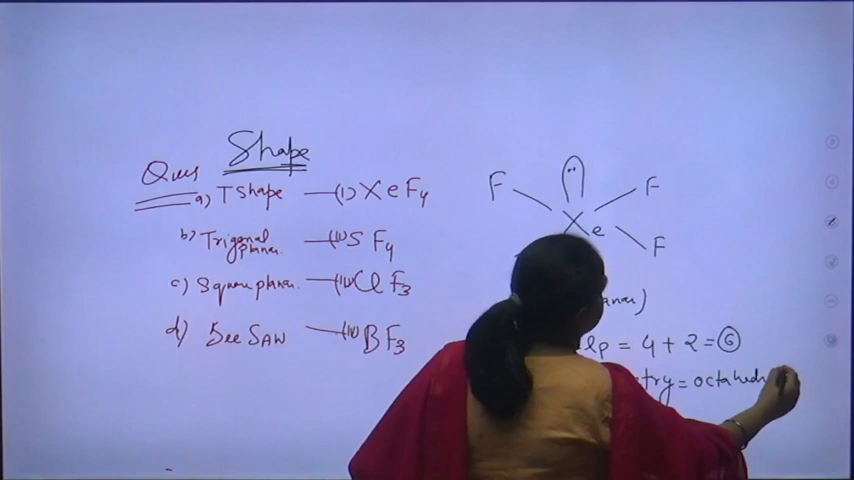 Shape
Ques
a) T Shape (i) XeF4
b) Trigonal planar (ii) SF4
c) Square planar (iii) ClF3
d) See SAW (iv) BF3
F F
Xe
F
lp = 4 + 2 = 6
try = octahed